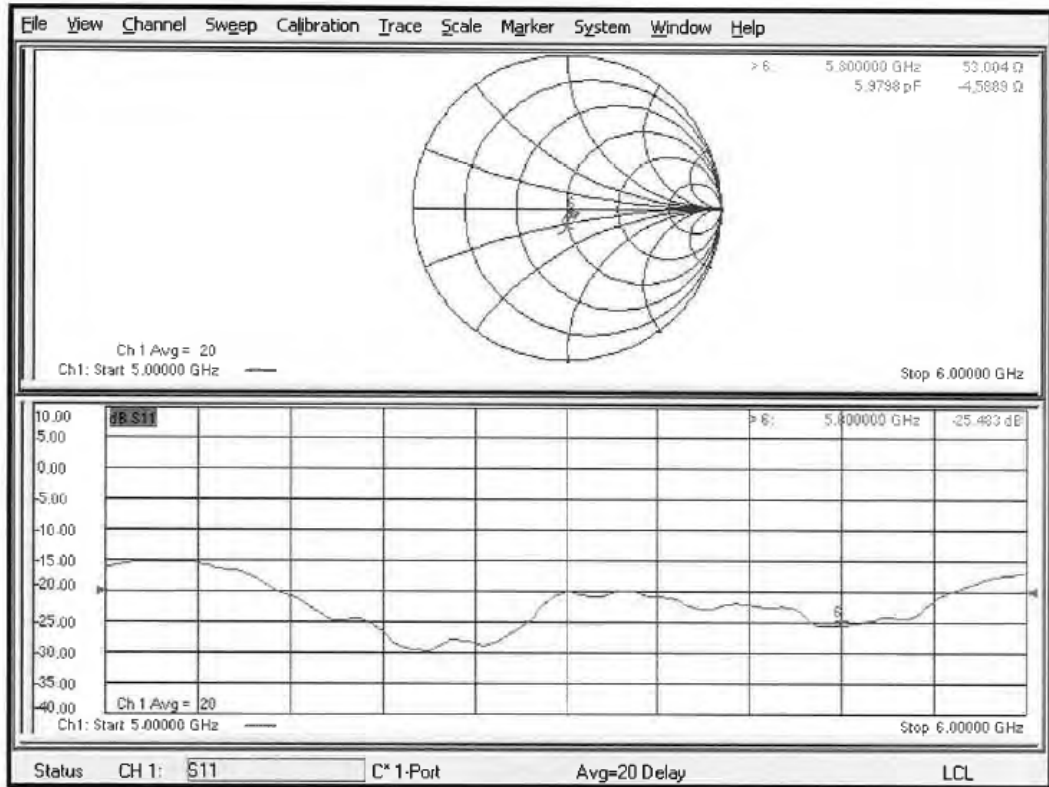 File View Channel Sweep Calibration Trace Scale Marker System Window Help
> 6: 5.800000 GHz 53.004 Ω
5.9798 pF -4.5889 Ω
Ch 1 Avg = 20
Ch1: Start 5.00000 GHz Stop 6.00000 GHz
10.00 dB S11 > 6: 5.800000 GHz -25.483 dB
5.00
0.00
-5.00
-10.00
-15.00
-20.00
-25.00
-30.00
-35.00
-40.00
Ch 1 Avg = 20
Ch1: Start 5.00000 GHz Stop 6.00000 GHz
Status CH 1: S11 C* 1-Port Avg=20 Delay LCL